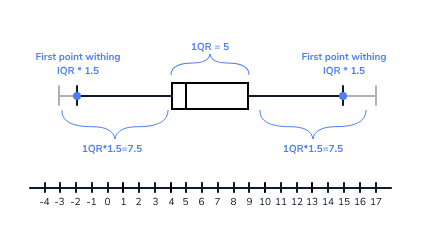 1QR = 5
First point withing
IQR * 1.5
First point withing
IQR * 1.5
1QR*1.5=7.5
1QR*1.5=7.5
-4 -3 -2 -1 0 1 2 3 4 5 6 7 8 9 10 11 12 13 14 15 16 17